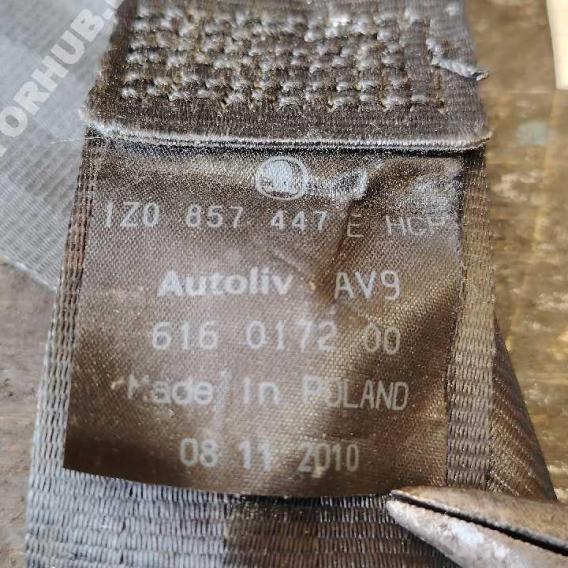 1Z0 857 447 E HCP
Autoliv AV9
616 0172 00
Made in POLAND
08 11 2010